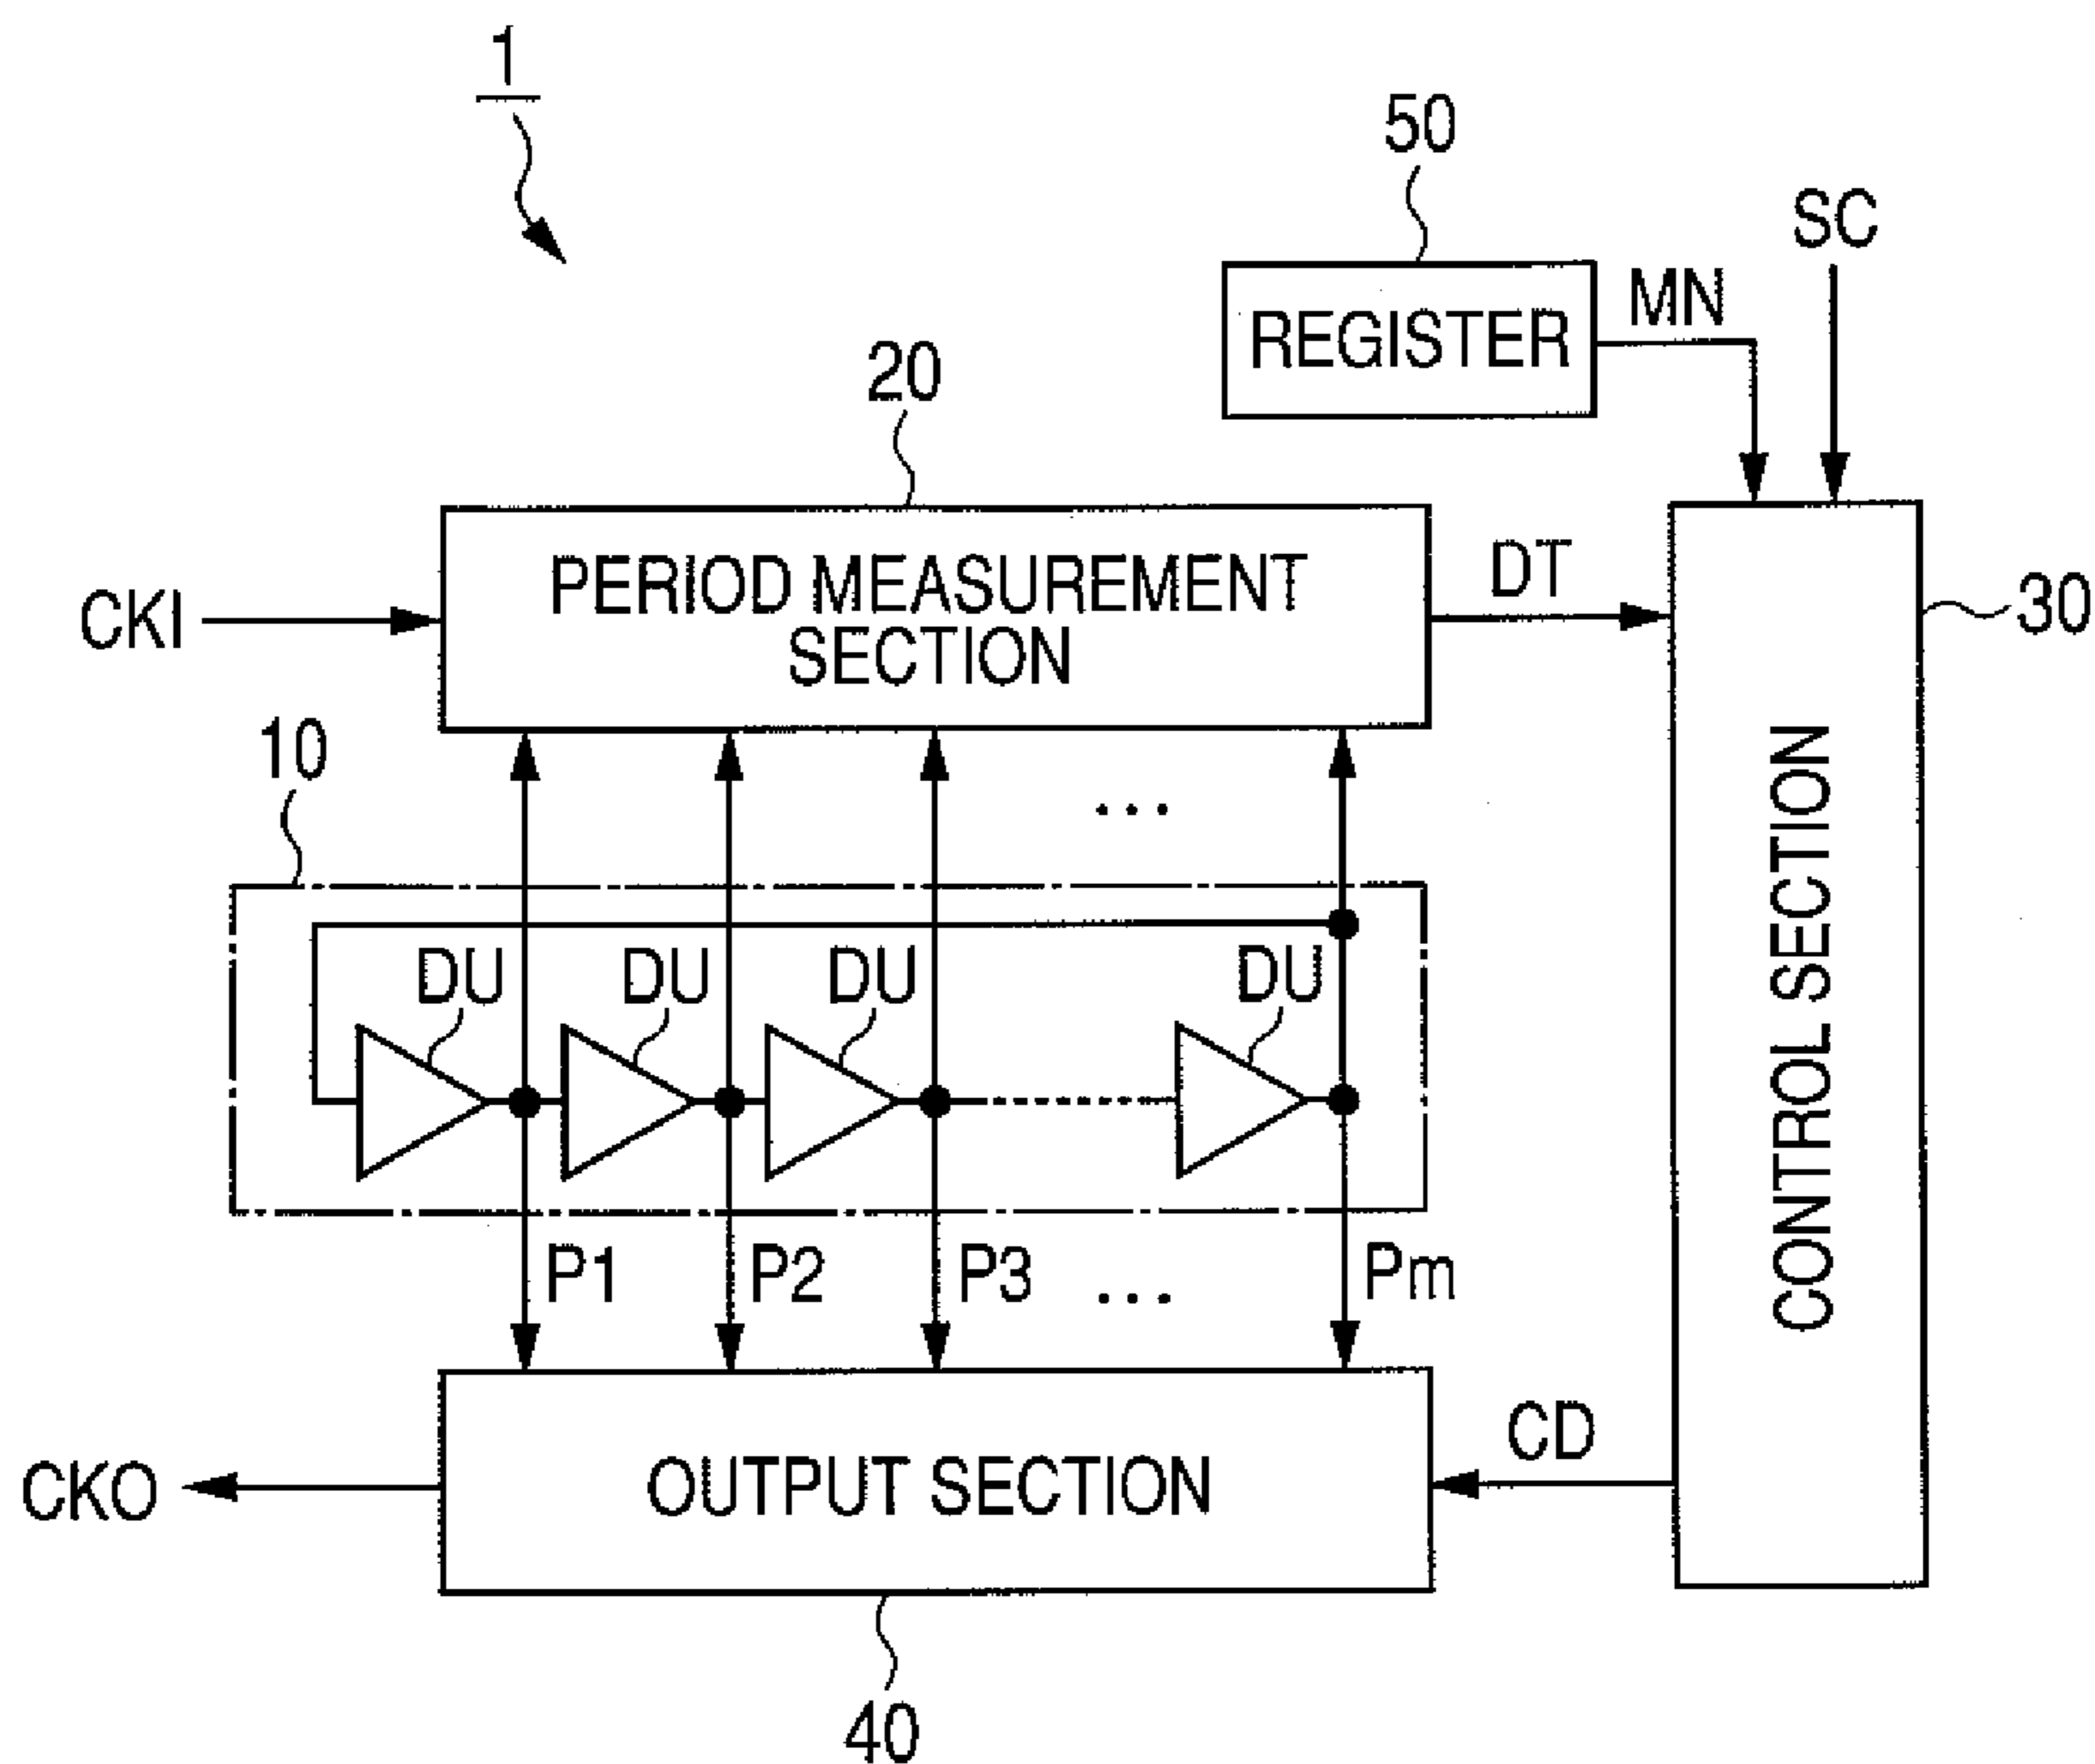 1
50
SC
REGISTER
MN
20
PERIOD MEASUREMENT
SECTION
CKI
DT
30
10
CONTROL SECTION
DU
DU
DU
DU
...
P1
P2
P3
...
Pm
OUTPUT SECTION
CD
CKO
40